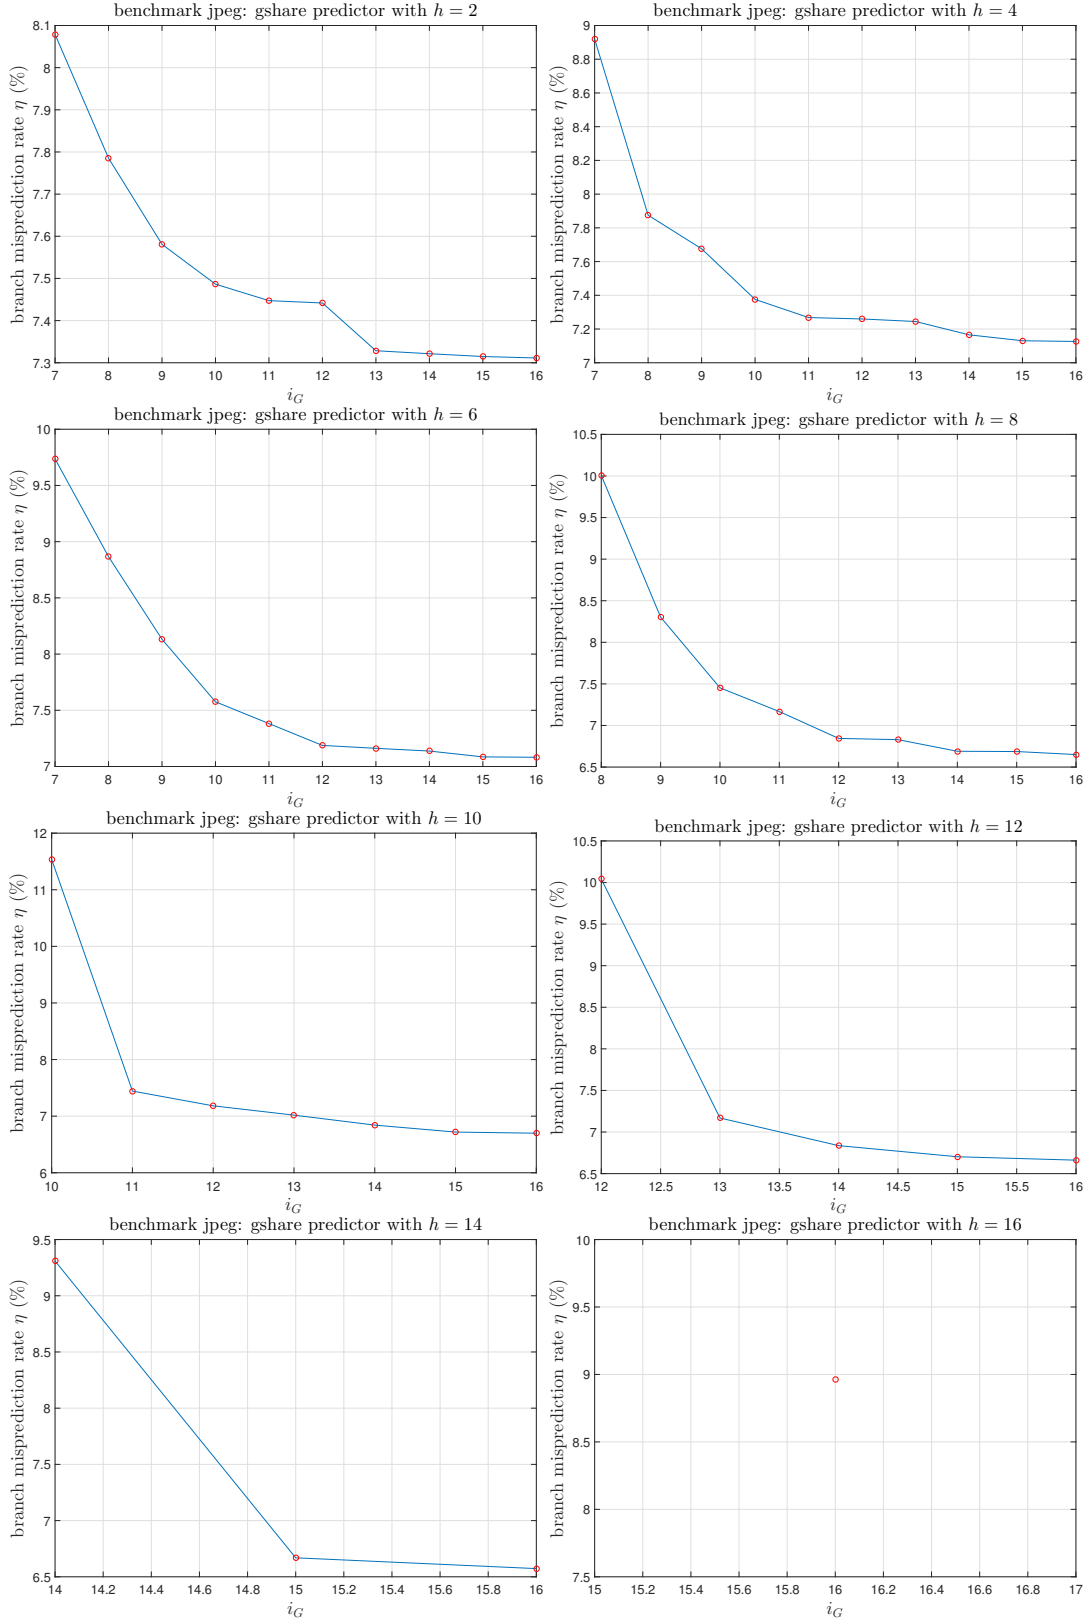 benchmark jpeg: gshare predictor with h = 2
branch misprediction rate η (%)
8.1
8
7.9
7.8
7.7
7.6
7.5
7.4
7.3
7 8 9 10 11 12 13 14 15 16
i_G
benchmark jpeg: gshare predictor with h = 4
branch misprediction rate η (%)
9
8.8
8.6
8.4
8.2
8
7.8
7.6
7.4
7.2
7
7 8 9 10 11 12 13 14 15 16
i_G
benchmark jpeg: gshare predictor with h = 6
branch misprediction rate η (%)
10
9.5
9
8.5
8
7.5
7
7 8 9 10 11 12 13 14 15 16
i_G
benchmark jpeg: gshare predictor with h = 8
branch misprediction rate η (%)
10.5
10
9.5
9
8.5
8
7.5
7
6.5
8 9 10 11 12 13 14 15 16
i_G
benchmark jpeg: gshare predictor with h = 10
branch misprediction rate η (%)
12
11
10
9
8
7
6
10 11 12 13 14 15 16
i_G
benchmark jpeg: gshare predictor with h = 12
branch misprediction rate η (%)
10.5
10
9.5
9
8.5
8
7.5
7
6.5
12 12.5 13 13.5 14 14.5 15 15.5 16
i_G
benchmark jpeg: gshare predictor with h = 14
branch misprediction rate η (%)
9.5
9
8.5
8
7.5
7
6.5
14 14.2 14.4 14.6 14.8 15 15.2 15.4 15.6 15.8 16
i_G
benchmark jpeg: gshare predictor with h = 16
branch misprediction rate η (%)
10
9.5
9
8.5
8
7.5
15 15.2 15.4 15.6 15.8 16 16.2 16.4 16.6 16.8 17
i_G